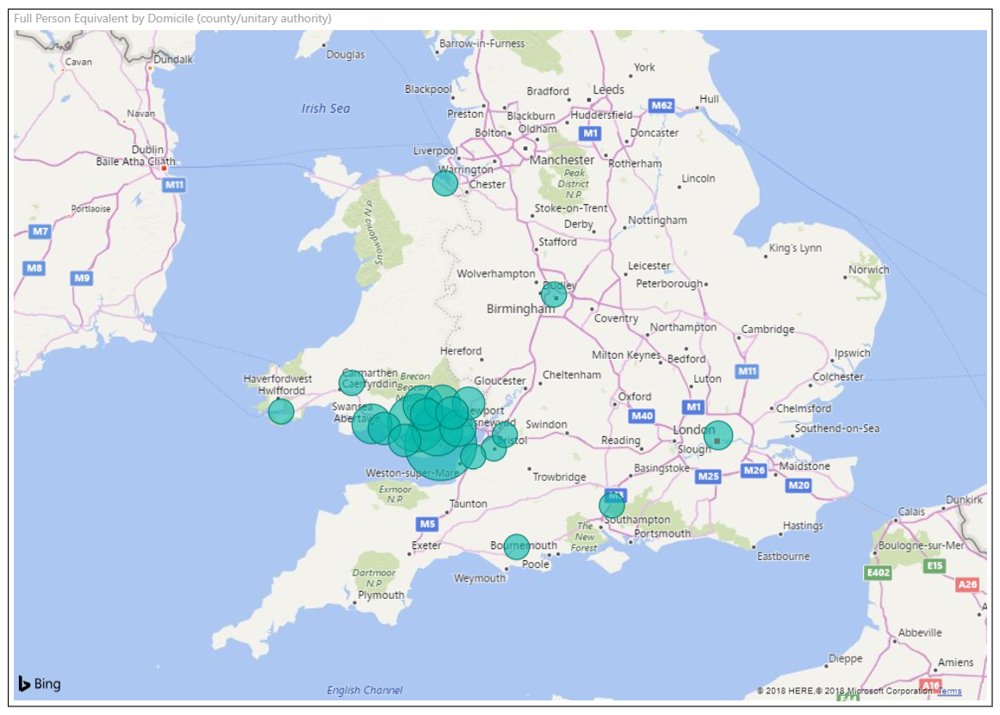 Full Person Equivalent by Domicile (county/unitary authority)
Barrow-in-Furness
Douglas
Cavan
Dundalk
York
Blackpool
Bradford
Leeds
Hull
Irish Sea
Preston
Blackburn
Huddersfield
M62
Navan
Bolton
Oldham
M1
Doncaster
Dublin
Baile Atha Cliath
Liverpool
Manchester
Rotherham
Warrington
Peak
District
N.P.
Chester
Lincoln
M11
Portlaoise
Stoke-on-Trent
Derby
Nottingham
Snowdonia N.P.
M7
Stafford
King's Lynn
M8
M9
Wolverhampton
Leicester
Norwich
Dudley
Peterborough
Birmingham
Coventry
Northampton
Cambridge
Hereford
Milton Keynes
Bedford
Ipswich
Haverfordwest
Hwlffordd
Carmarthen
Caerfyrddin
Brecon
Beacons
Gloucester
Cheltenham
Luton
M11
Colchester
Oxford
M1
Chelmsford
Swansea
M40
Swindon
London
Southend-on-Sea
Bristol
Reading
Slough
Weston-super-Mare
Trowbridge
Basingstoke
M25
M26
Maidstone
M20
Exmoor
N.P.
Taunton
M3
Dunkirk
Calais
M5
The
New
Forest
Southampton
Portsmouth
Hastings
Exeter
Bournemouth
Eastbourne
Boulogne-sur-Mer
Poole
E402
E15
Dartmoor
N.P.
Weymouth
A26
Plymouth
Abbeville
Dieppe
Amiens
Bing
English Channel
© 2018 HERE,© 2018 Microsoft Corporation
Terms
A16